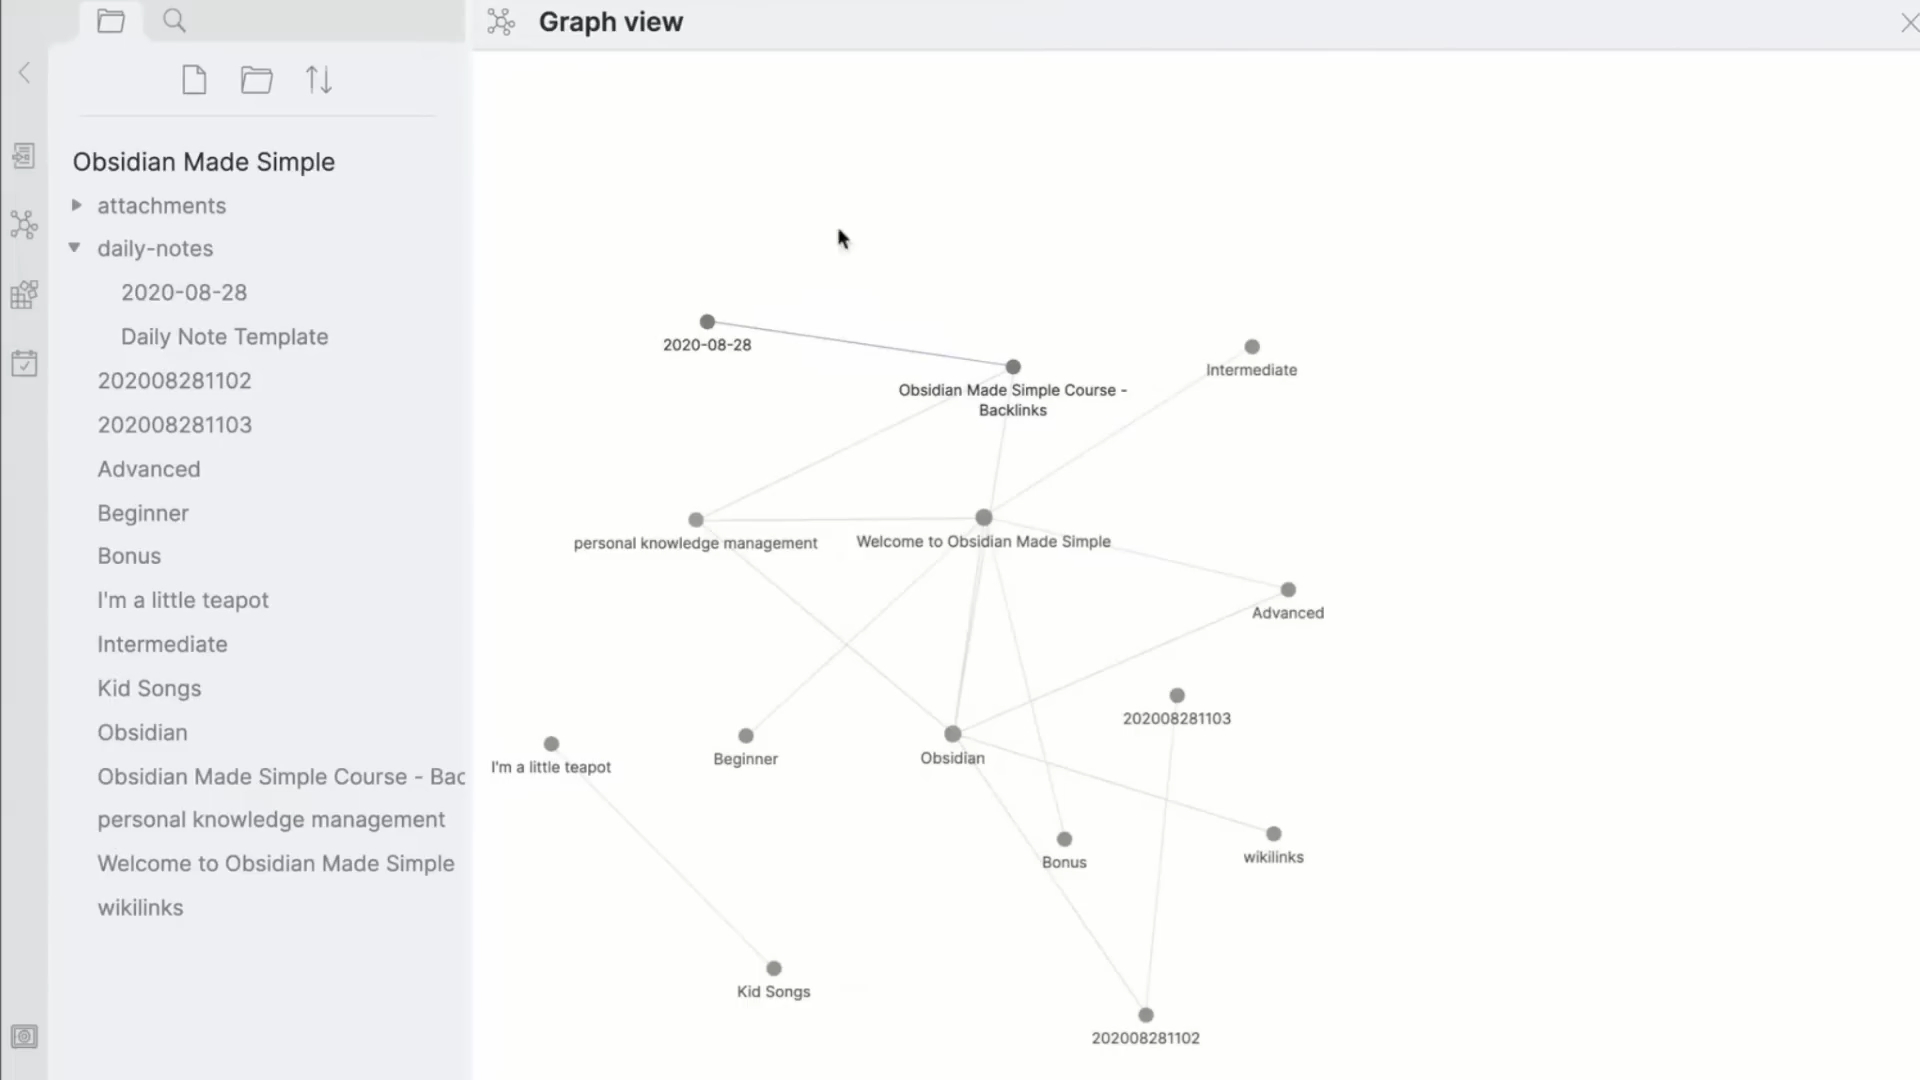 Graph view
Obsidian Made Simple
attachments
daily-notes
2020-08-28
Daily Note Template
202008281102
202008281103
Advanced
Beginner
Bonus
I'm a little teapot
Intermediate
Kid Songs
Obsidian
Obsidian Made Simple Course - Bac
personal knowledge management
Welcome to Obsidian Made Simple
wikilinks
2020-08-28
Obsidian Made Simple Course -
Backlinks
Intermediate
personal knowledge management
Welcome to Obsidian Made Simple
Advanced
202008281103
I'm a little teapot
Beginner
Obsidian
Bonus
wikilinks
Kid Songs
202008281102